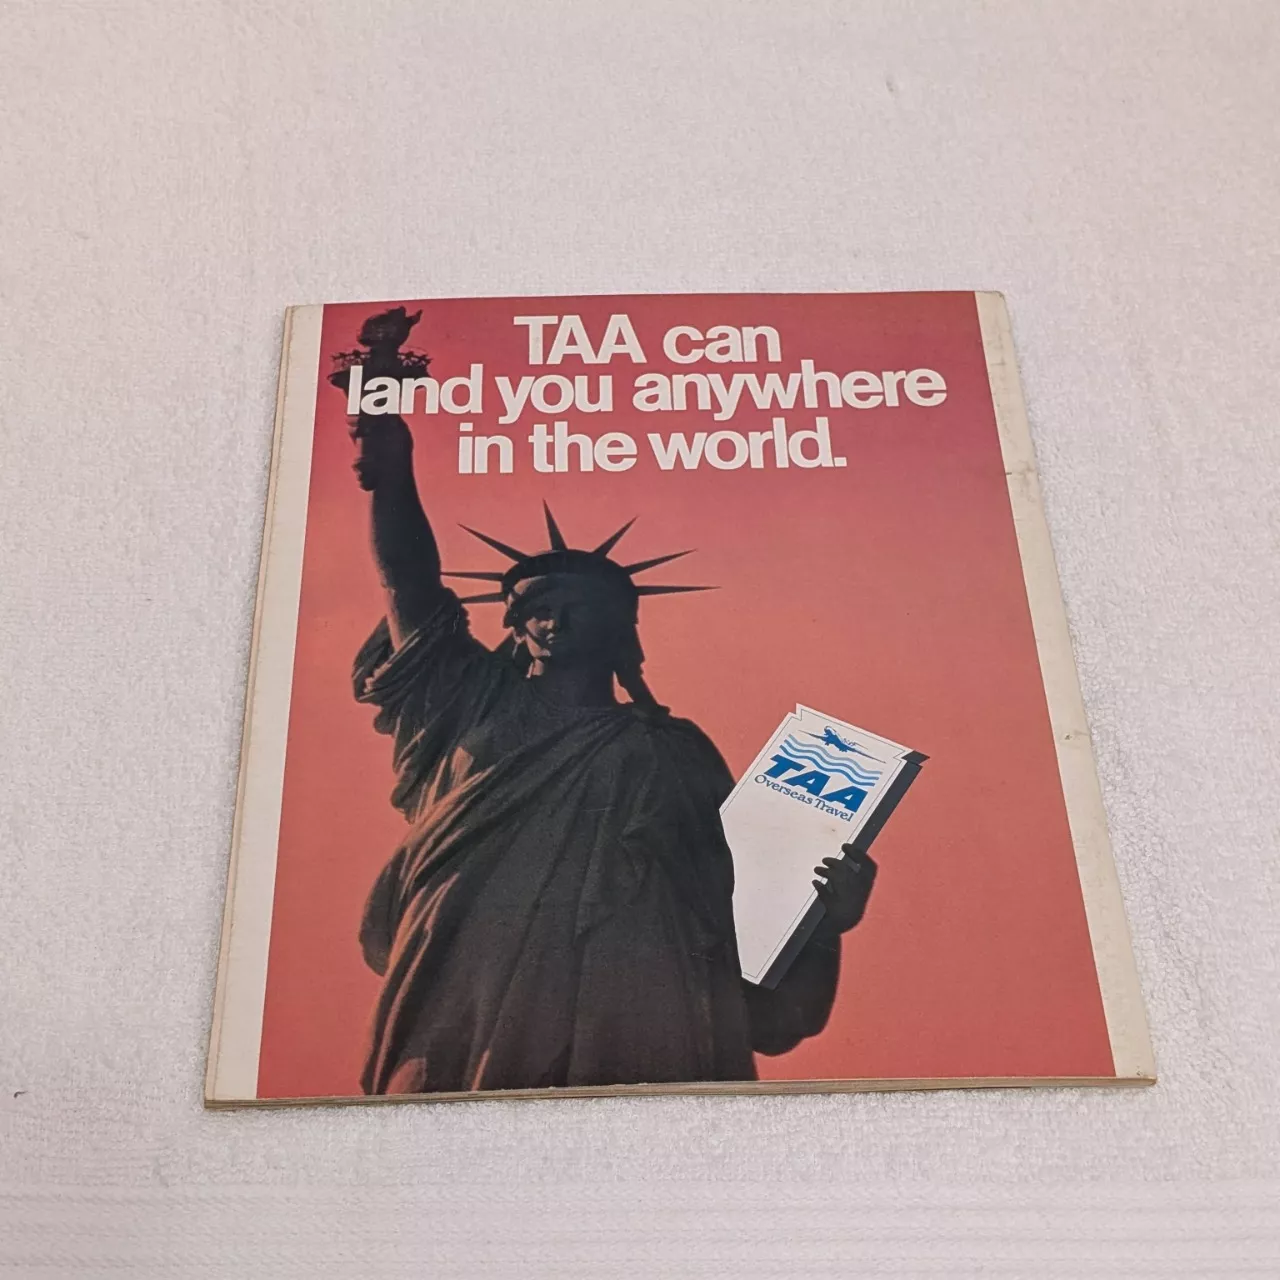 TAA can
land you anywhere
in the world.
TAA
Overseas Travel